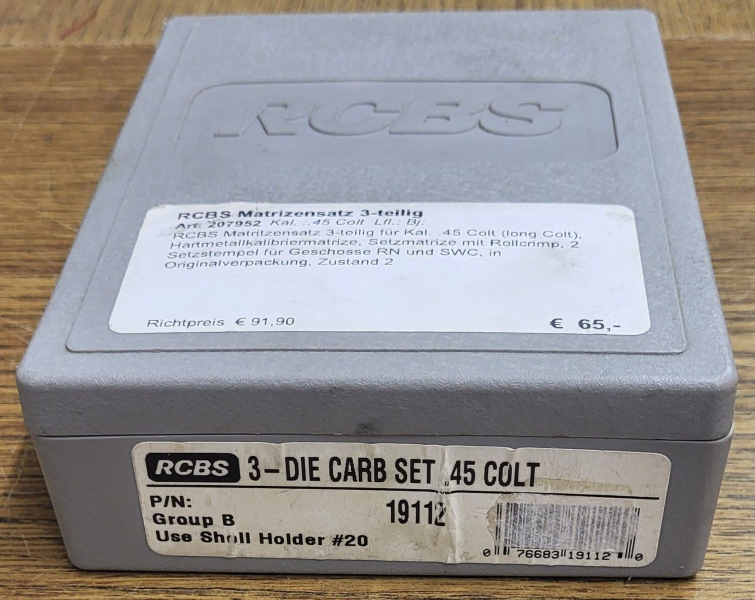 RCBS
RCBS Matrizensatz 3-teilig
Art: 207952 Kal. :.45 Colt Lfl.: Bj:
RCBS Matritzensatz 3-teilig für Kal. .45 Colt (long Colt),
Hartmetallkalibriermatrize, Setzmatrize mit Rollcrimp, 2
Setzstempel für Geschosse RN und SWC, in
Originalverpackung, Zustand 2
Richtpreis € 91,90 € 65,-
RCBS 3-DIE CARB SET .45 COLT
P/N: 19112
Group B
Use Shell Holder #20
0 76683 19112 0